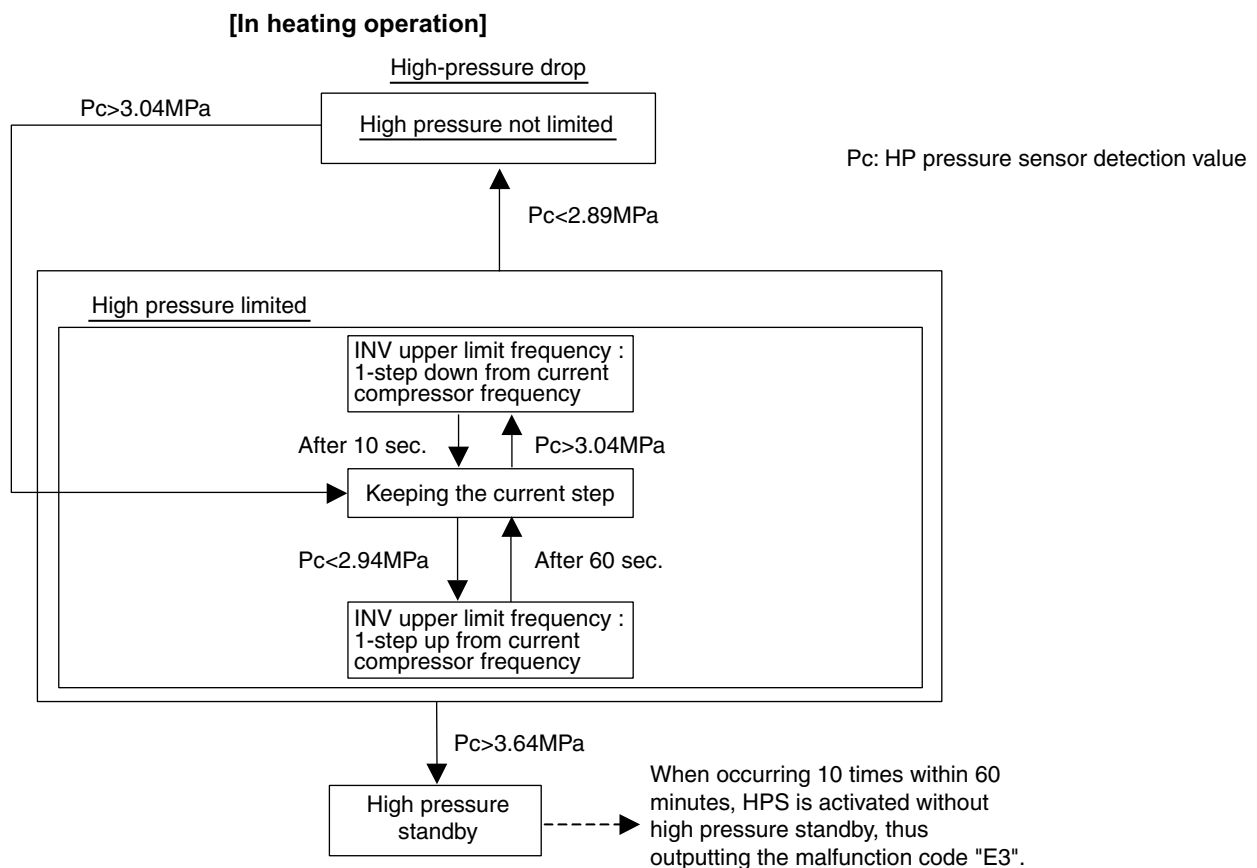 [In heating operation]
High-pressure drop
Pc>3.04MPa
High pressure not limited
Pc: HP pressure sensor detection value
Pc<2.89MPa
High pressure limited
INV upper limit frequency :
1-step down from current
compressor frequency
After 10 sec.
Pc>3.04MPa
Keeping the current step
Pc<2.94MPa
After 60 sec.
INV upper limit frequency :
1-step up from current
compressor frequency
Pc>3.64MPa
High pressure
standby
When occurring 10 times within 60
minutes, HPS is activated without
high pressure standby, thus
outputting the malfunction code "E3".